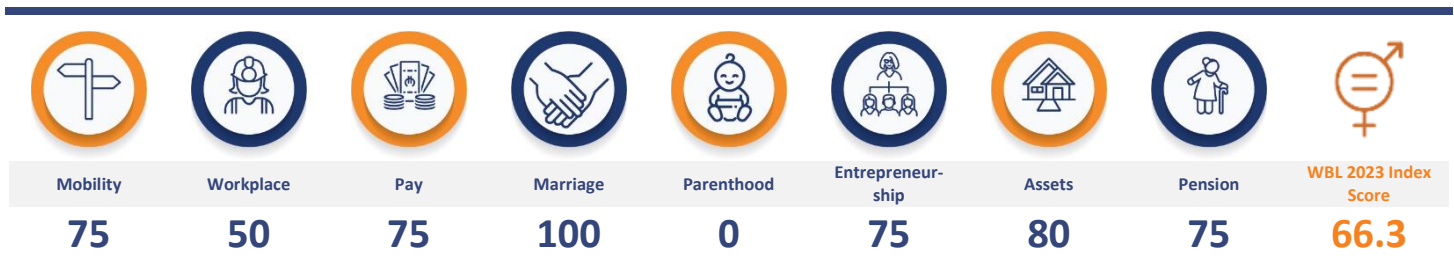 Mobility
Workplace
Pay
Marriage
Parenthood
Entrepreneur-
ship
Assets
Pension
WBL 2023 Index
Score
75
50
75
100
0
75
80
75
66.3